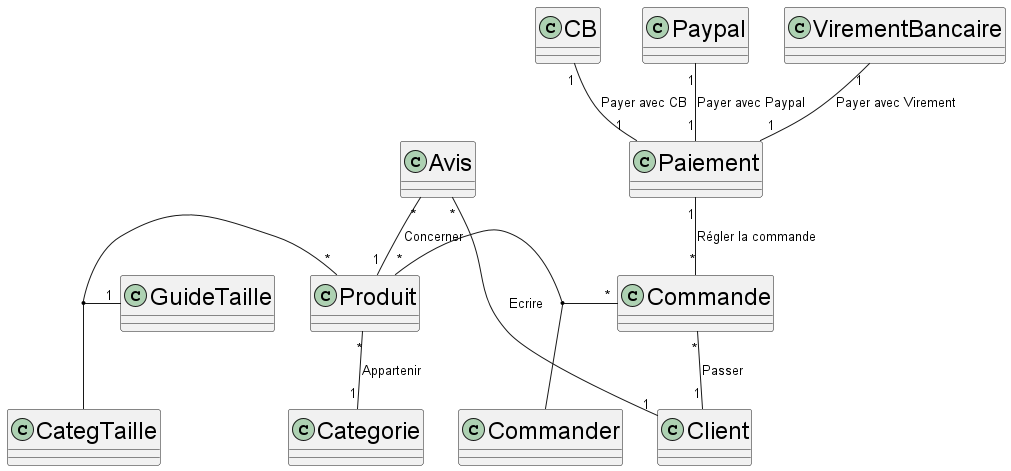 C CB
C Paypal
C VirementBancaire
1 1 1
Payer avec CB Payer avec Paypal Payer avec Virement
1 1 1
C Avis
C Paiement
* * 1
Concerner Régler la commande
* 1 * *
1 *
C GuideTaille
C Produit
Ecrire
C Commande
* *
Appartenir Passer
1 1 1
C CategTaille
C Categorie
C Commander
C Client